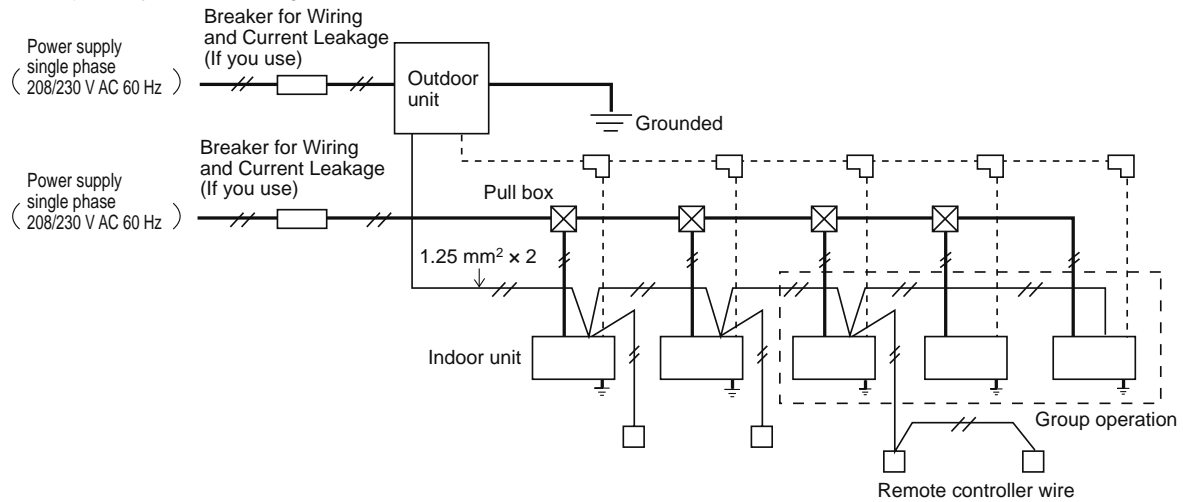 Breaker for Wiring
and Current Leakage
(If you use)
Power supply
single phase
( 208/230 V AC 60 Hz )
Outdoor
unit
Grounded
Breaker for Wiring
and Current Leakage
(If you use)
Power supply
single phase
( 208/230 V AC 60 Hz )
Pull box
1.25 mm² × 2
Indoor unit
Group operation
Remote controller wire